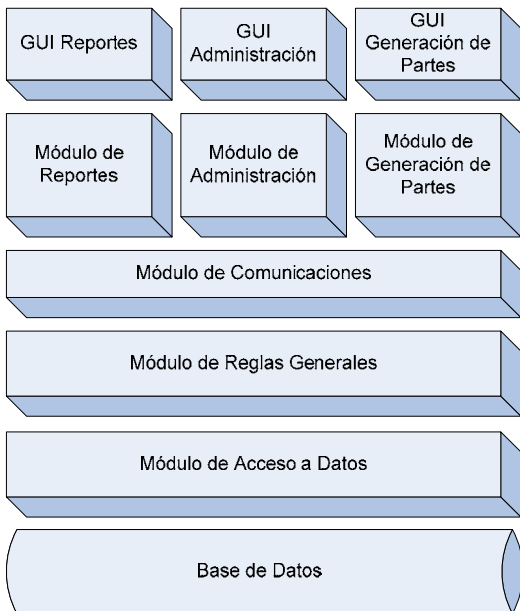 GUI Reportes
GUI
Administración
GUI
Generación de
Partes
Módulo de
Reportes
Módulo de
Administración
Módulo de
Generación de
Partes
Módulo de Comunicaciones
Módulo de Reglas Generales
Módulo de Acceso a Datos
Base de Datos